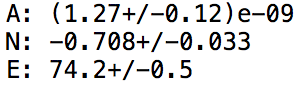 A: (1.27+/-0.12)e-09
N: -0.708+/-0.033
E: 74.2+/-0.5